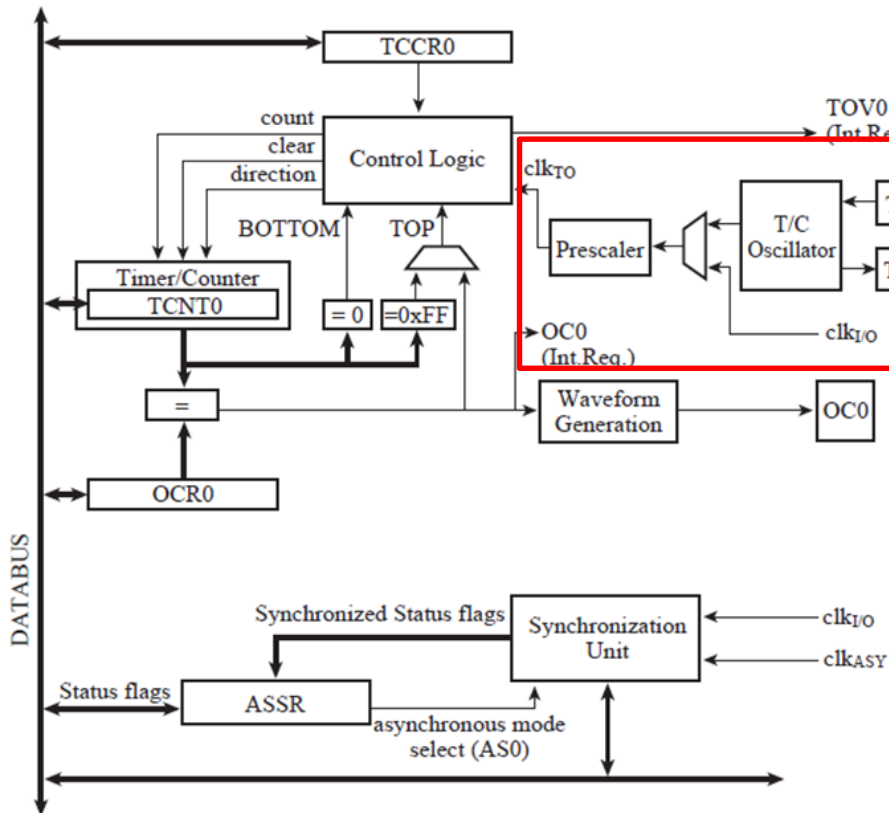 TCCR0
TOV0
count
clear
direction
Control Logic
clkTO
T/C
Oscillator
Prescaler
BOTTOM
TOP
Timer/Counter
TCNT0
= 0
=0xFF
clkI/O
OC0
(Int.Req.)
=
Waveform
Generation
OC0
OCR0
DATABUS
Synchronized Status flags
Synchronization
Unit
clkI/O
clkASY
Status flags
ASSR
asynchronous mode
select (AS0)